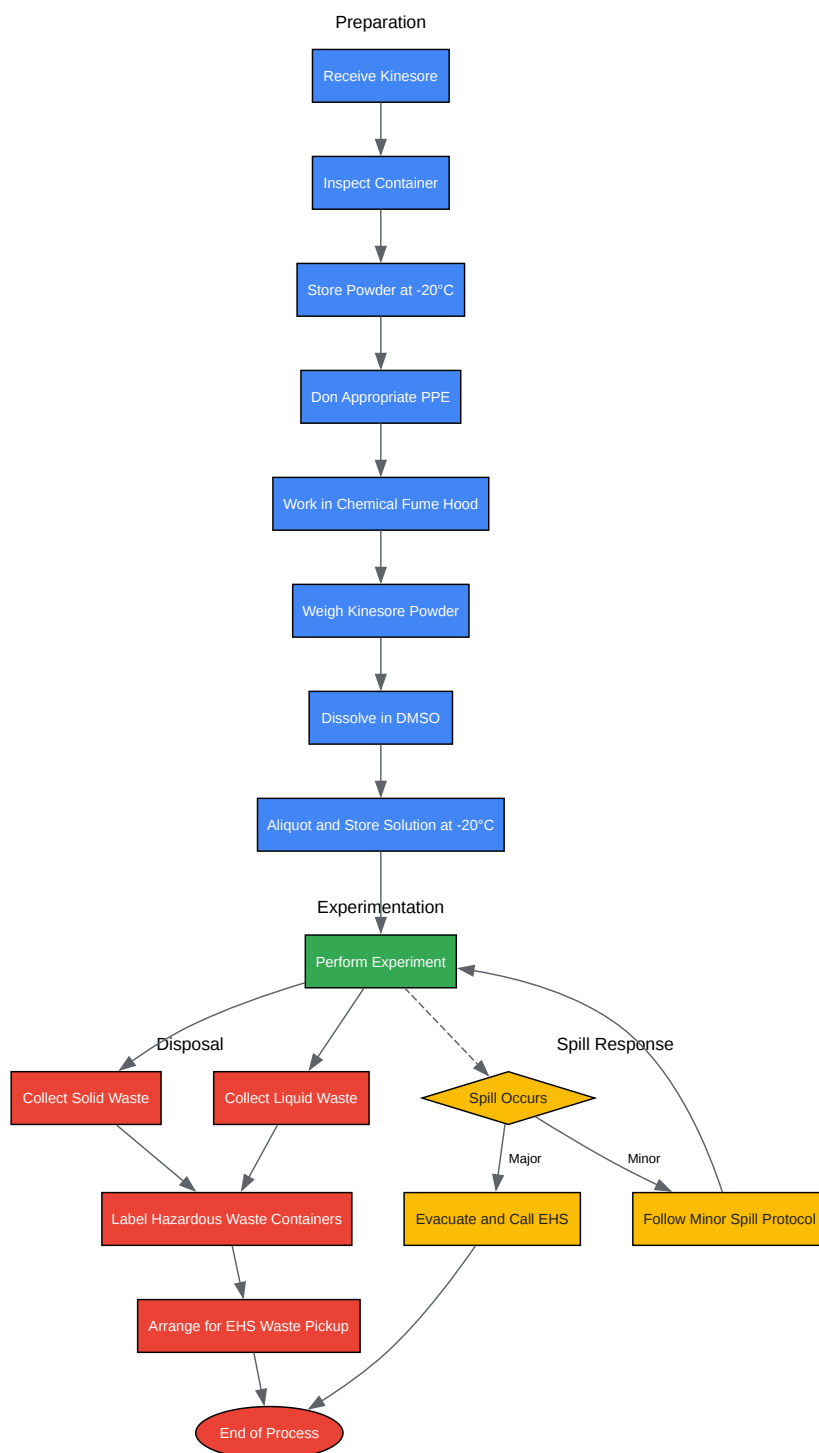 Preparation
Receive Kinesore
Inspect Container
Store Powder at -20°C
Don Appropriate PPE
Work in Chemical Fume Hood
Weigh Kinesore Powder
Dissolve in DMSO
Aliquot and Store Solution at -20°C
Experimentation
Perform Experiment
Disposal
Spill Response
Collect Solid Waste
Collect Liquid Waste
Spill Occurs
Major
Minor
Label Hazardous Waste Containers
Evacuate and Call EHS
Follow Minor Spill Protocol
Arrange for EHS Waste Pickup
End of Process